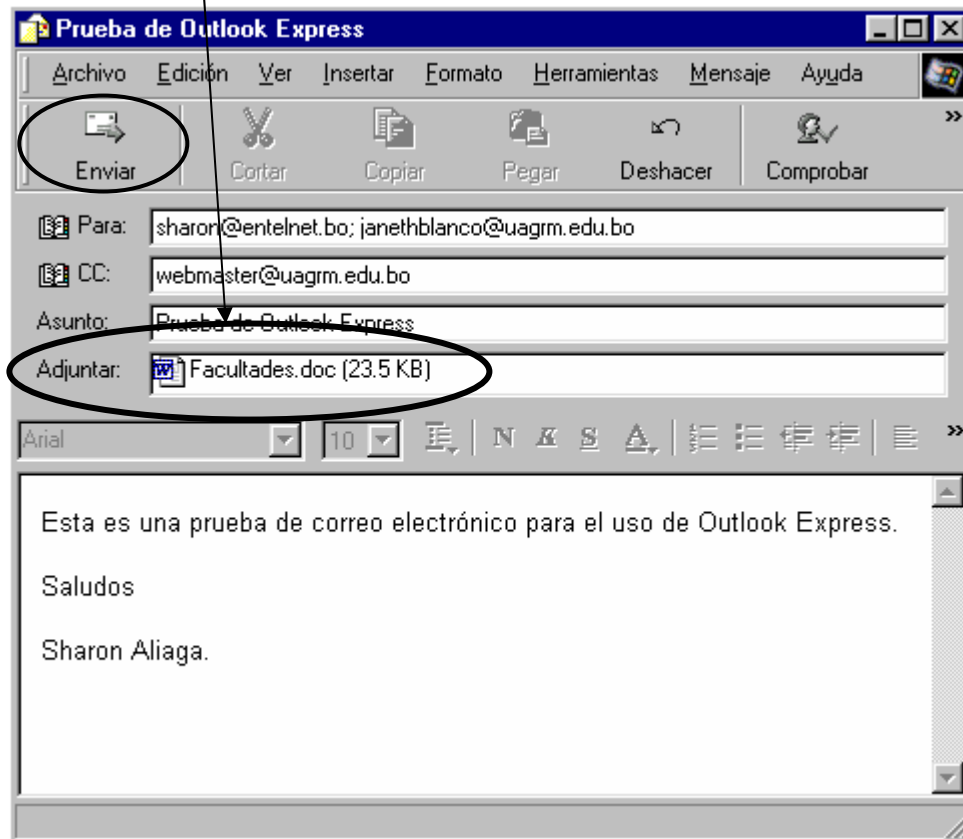 Prueba de Outlook Express
Archivo Edición Ver Insertar Formato Herramientas Mensaje Ayuda
Enviar Cortar Copiar Pegar Deshacer Comprobar »
Para: sharon@entelnet.bo; janethblanco@uagrm.edu.bo
CC: webmaster@uagrm.edu.bo
Asunto: Prueba de Outlook Express
Adjuntar: Facultades.doc (23.5 KB)
Arial 10 N K S A »
Esta es una prueba de correo electrónico para el uso de Outlook Express.
Saludos
Sharon Aliaga.